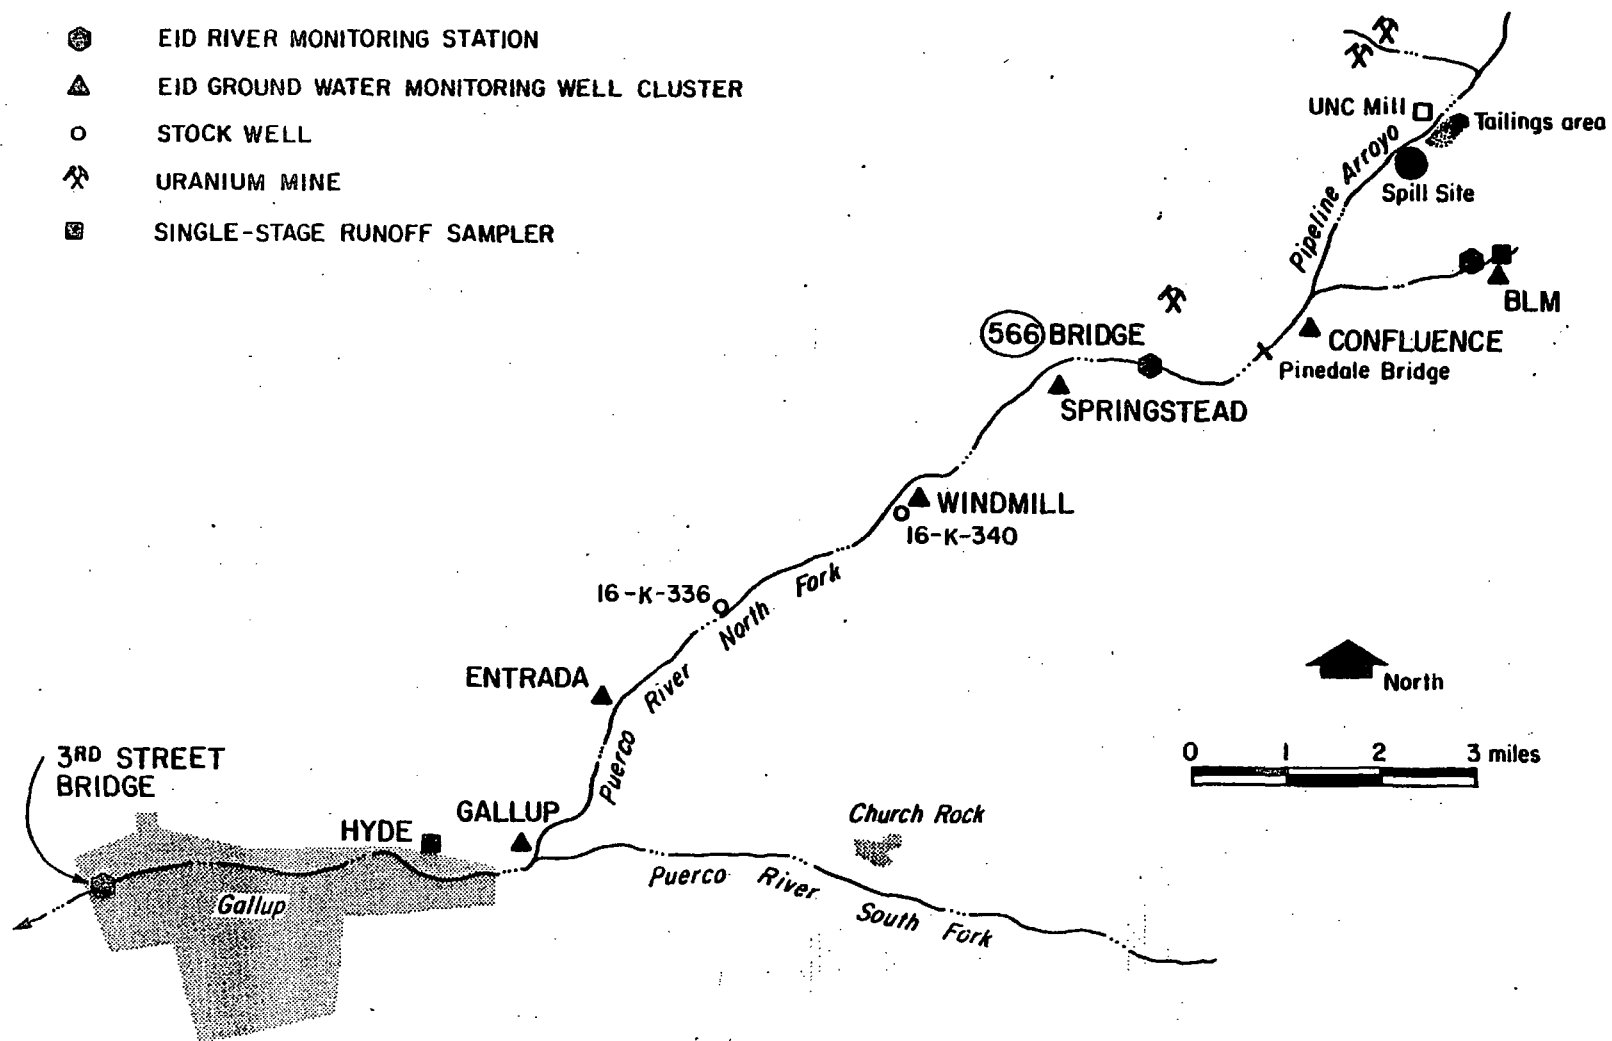 EID RIVER MONITORING STATION
EID GROUND WATER MONITORING WELL CLUSTER
STOCK WELL
URANIUM MINE
SINGLE-STAGE RUNOFF SAMPLER
UNC Mill
Tailings area
Spill Site
Pipeline Arroyo
BLM
566 BRIDGE
CONFLUENCE
Pinedale Bridge
SPRINGSTEAD
WINDMILL
16-K-340
16-K-336
Puerco River North Fork
ENTRADA
North
0 1 2 3 miles
3RD STREET
BRIDGE
HYDE
GALLUP
Church Rock
Puerco River South Fork
Gallup